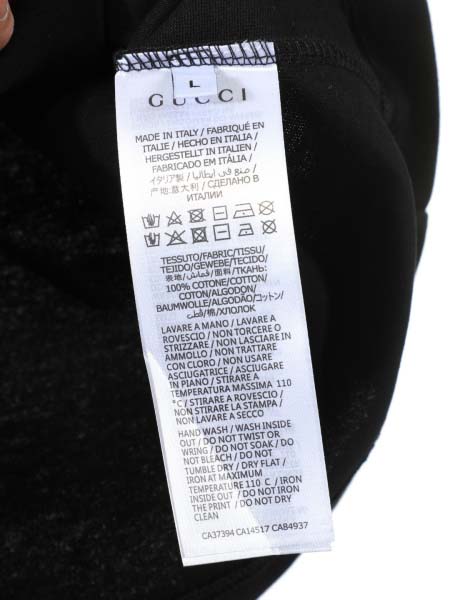 L
GUCCI
MADE IN ITALY / FABRIQUÉ EN
ITALIE / HECHO EN ITALIA /
HERGESTELLT IN ITALIEN /
FABRICADO EM ITÁLIA /
イタリア製 / صنع في ايطاليا /
产地:意大利 / СДЕЛАНО В
ИТАЛИИ
TESSUTO/FABRIC/TISSU/
TEJIDO/GEWEBE/TECIDO/
表地/قماش/面料/ТКАНЬ:
100% COTONE/COTTON/
COTON/ALGODON/
BAUMWOLLE/ALGODÃO/コットン/
قطن/棉/ХЛОПОК
LAVARE A MANO / LAVARE A
ROVESCIO / NON TORCERE O
STRIZZARE / NON LASCIARE IN
AMMOLLO / NON TRATTARE
CON CLORO / NON USARE
ASCIUGATRICE / ASCIUGARE
IN PIANO / STIRARE A
TEMPERATURA MASSIMA 110
°C / STIRARE A ROVESCIO /
NON STIRARE LA STAMPA /
NON LAVARE A SECCO
HAND WASH / WASH INSIDE
OUT / DO NOT TWIST OR
WRING / DO NOT SOAK / DO
NOT BLEACH / DO NOT
TUMBLE DRY / DRY FLAT /
IRON AT MAXIMUM
TEMPERATURE 110 C / IRON
INSIDE OUT / DO NOT IRON
THE PRINT / DO NOT DRY
CLEAN
CA37394 CA14517 CA84937